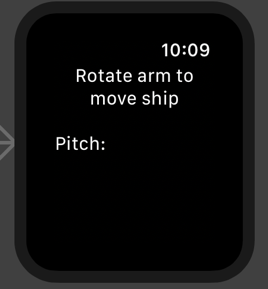 10:09
Rotate arm to
move ship
Pitch: